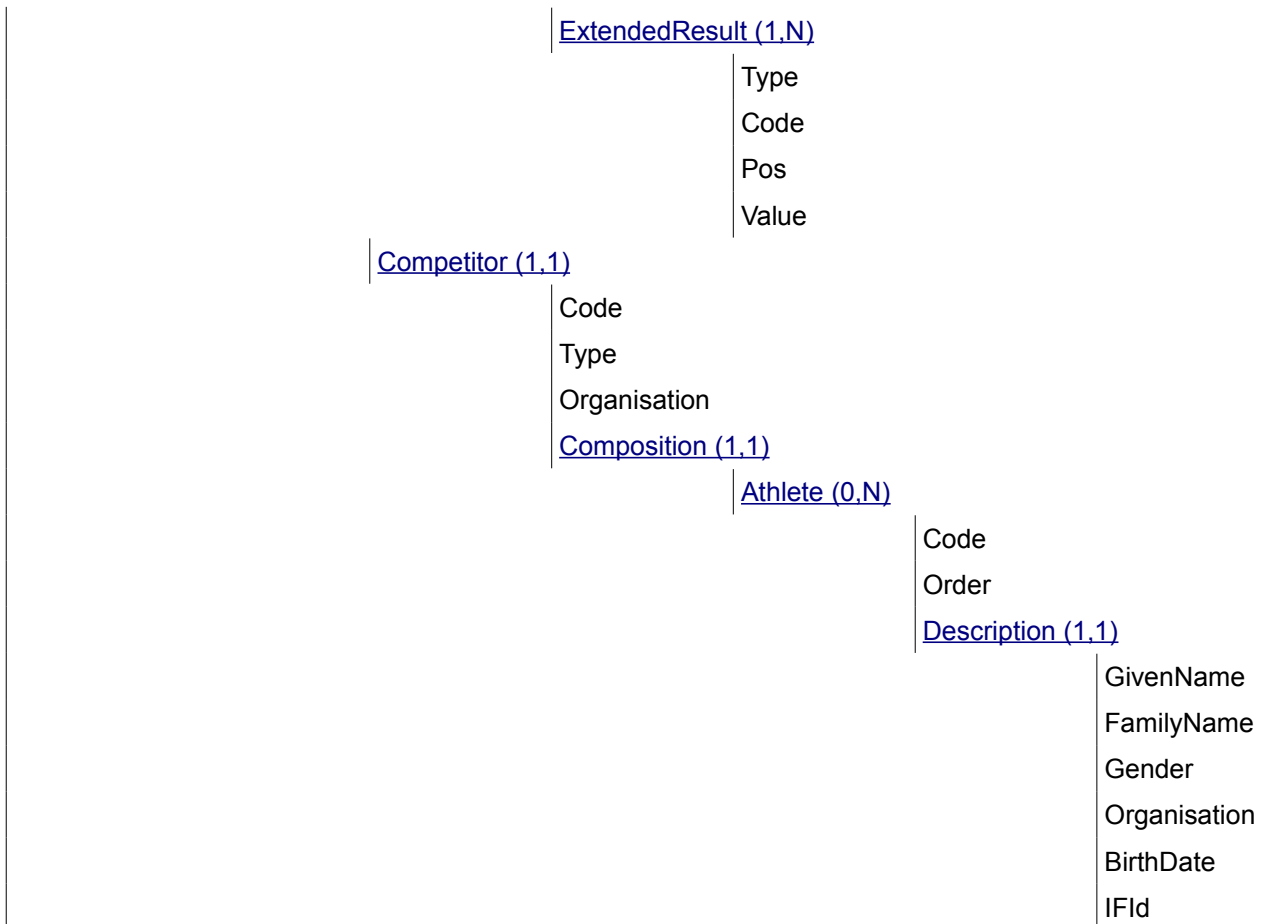 ExtendedResult (1,N)
Type
Code
Pos
Value
Competitor (1,1)
Code
Type
Organisation
Composition (1,1)
Athlete (0,N)
Code
Order
Description (1,1)
GivenName
FamilyName
Gender
Organisation
BirthDate
IFId